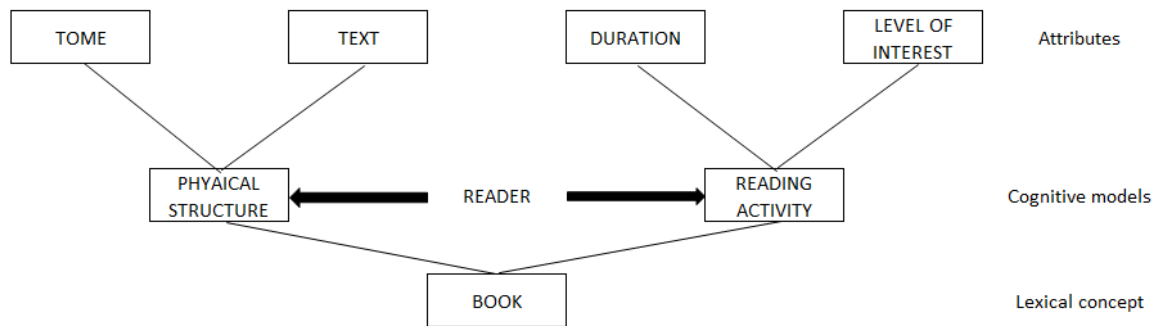 TOME
TEXT
DURATION
LEVEL OF
INTEREST
Attributes
PHYAICAL
STRUCTURE
READER
READING
ACTIVITY
Cognitive models
BOOK
Lexical concept